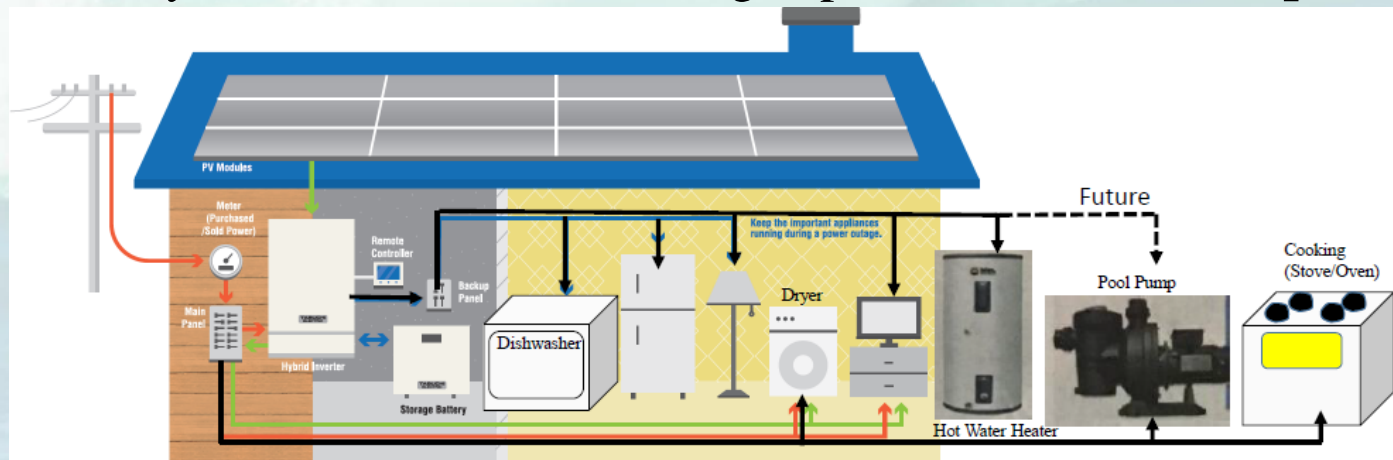 PV Modules
Meter
(Purchased
/Sold Power)
Remote
Controller
Keep the important appliances
running during a power outage.
Future
Cooking
(Stove/Oven)
Backup
Panel
Main
Panel
Dryer
Pool Pump
Dishwasher
Hybrid Inverter
Storage Battery
Hot Water Heater